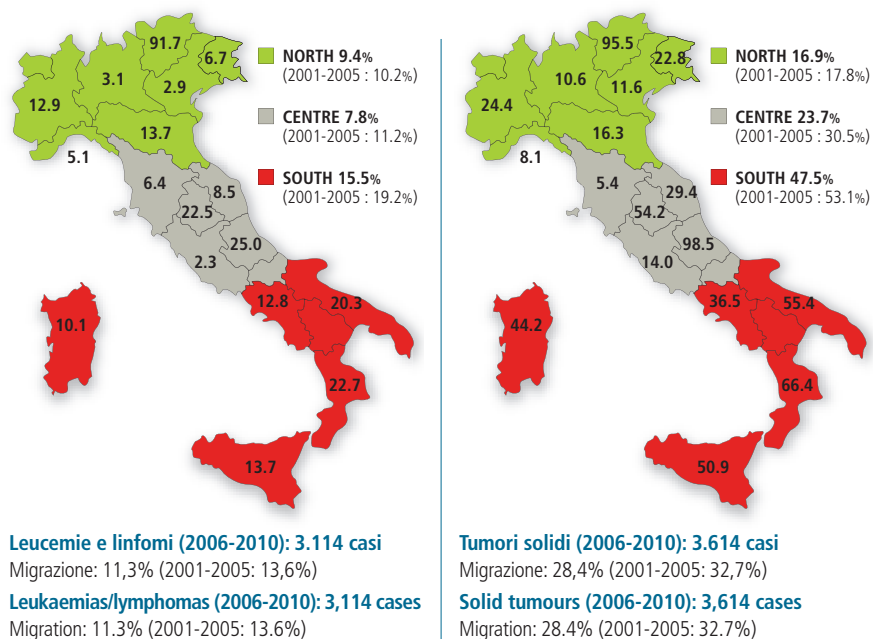 91.7
6.7
3.1
2.9
12.9
13.7
5.1
6.4
8.5
22.5
25.0
2.3
12.8
20.3
10.1
22.7
13.7
NORTH 9.4%
(2001-2005 : 10.2%)
CENTRE 7.8%
(2001-2005 : 11.2%)
SOUTH 15.5%
(2001-2005 : 19.2%)
Leucemie e linfomi (2006-2010): 3.114 casi
Migrazione: 11,3% (2001-2005: 13,6%)
Leukaemias/lymphomas (2006-2010): 3,114 cases
Migration: 11.3% (2001-2005: 13.6%)
95.5
22.8
10.6
11.6
24.4
16.3
8.1
5.4
29.4
54.2
98.5
14.0
36.5
55.4
44.2
66.4
50.9
NORTH 16.9%
(2001-2005 : 17.8%)
CENTRE 23.7%
(2001-2005 : 30.5%)
SOUTH 47.5%
(2001-2005 : 53.1%)
Tumori solidi (2006-2010): 3.614 casi
Migrazione: 28,4% (2001-2005: 32,7%)
Solid tumours (2006-2010): 3,614 cases
Migration: 28.4% (2001-2005: 32.7%)